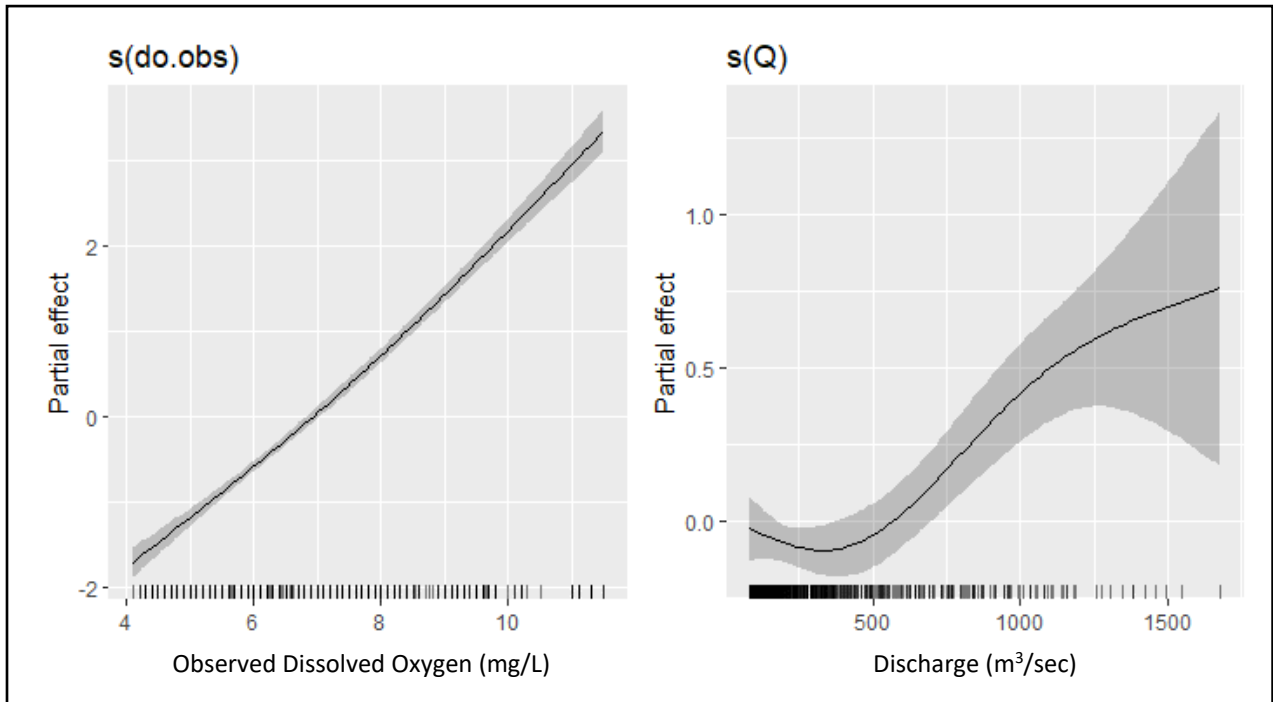 s(do.obs)
Partial effect
2
0
-2
4
6
8
10
Observed Dissolved Oxygen (mg/L)
s(Q)
Partial effect
1.0
0.5
0.0
500
1000
1500
Discharge (m³/sec)